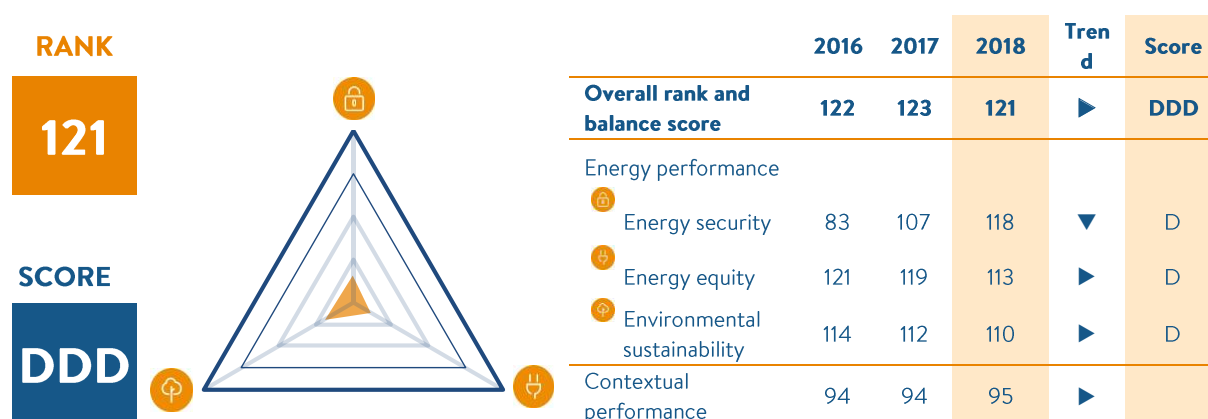 RANK
121
SCORE
DDD
2016 2017 2018 Tren
d Score
Overall rank and
balance score 122 123 121 DDD
Energy performance
Energy security 83 107 118 D
Energy equity 121 119 113 D
Environmental
sustainability 114 112 110 D
Contextual
performance 94 94 95